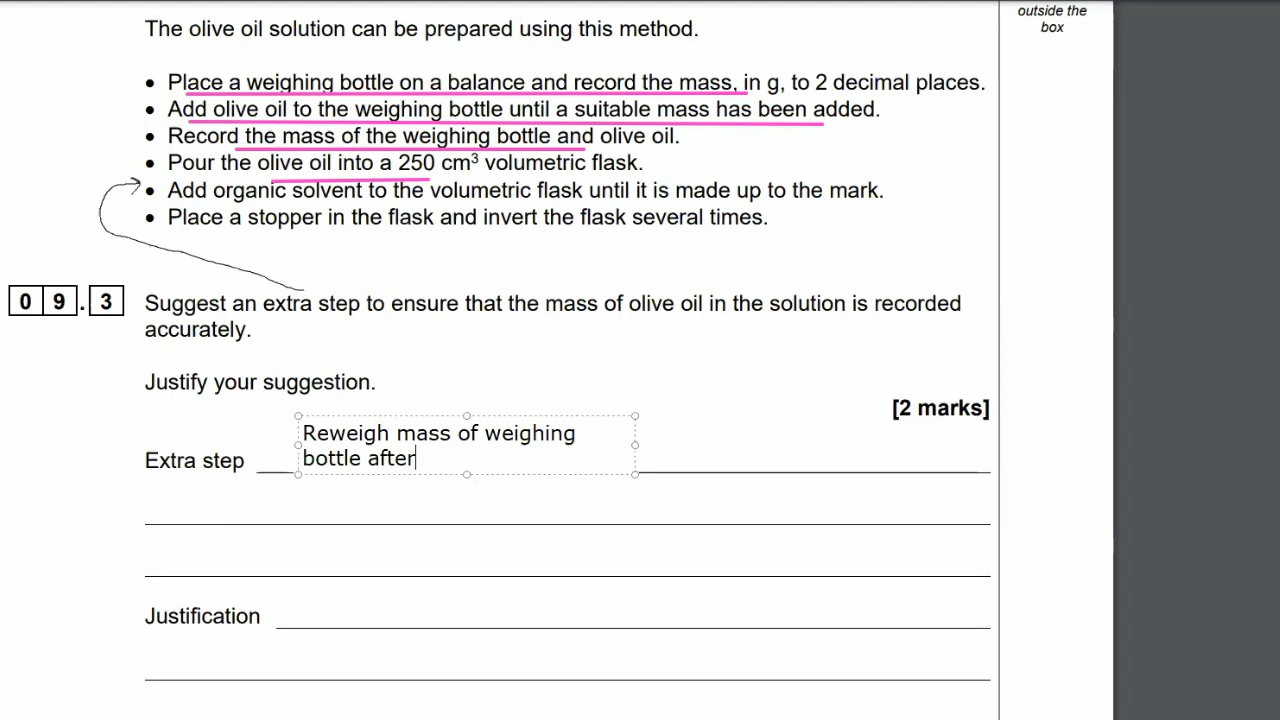 outside the
box
The olive oil solution can be prepared using this method.
• Place a weighing bottle on a balance and record the mass, in g, to 2 decimal places.
• Add olive oil to the weighing bottle until a suitable mass has been added.
• Record the mass of the weighing bottle and olive oil.
• Pour the olive oil into a 250 cm³ volumetric flask.
• Add organic solvent to the volumetric flask until it is made up to the mark.
• Place a stopper in the flask and invert the flask several times.
0 9 . 3 Suggest an extra step to ensure that the mass of olive oil in the solution is recorded
accurately.
Justify your suggestion.
[2 marks]
Reweigh mass of weighing
Extra step bottle after
Justification